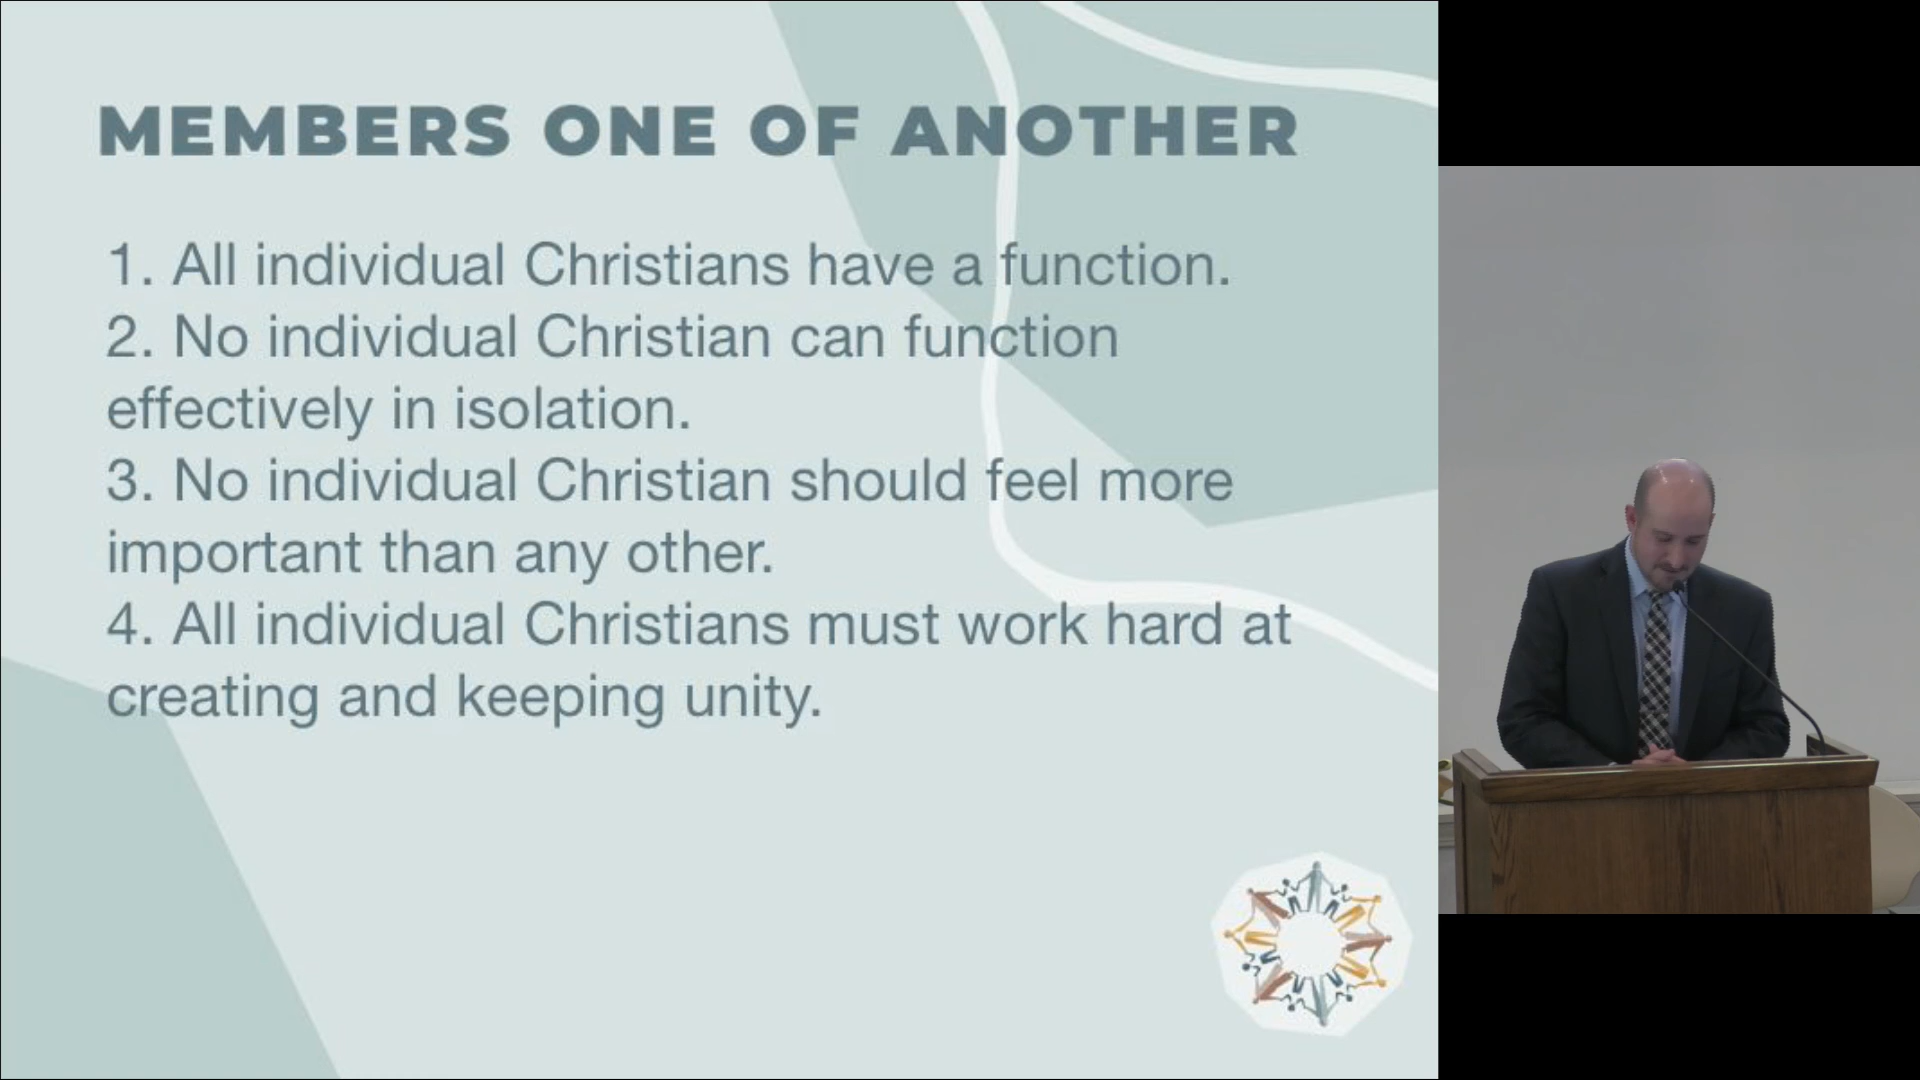 MEMBERS ONE OF ANOTHER
1. All individual Christians have a function.
2. No individual Christian can function
effectively in isolation.
3. No individual Christian should feel more
important than any other.
4. All individual Christians must work hard at
creating and keeping unity.